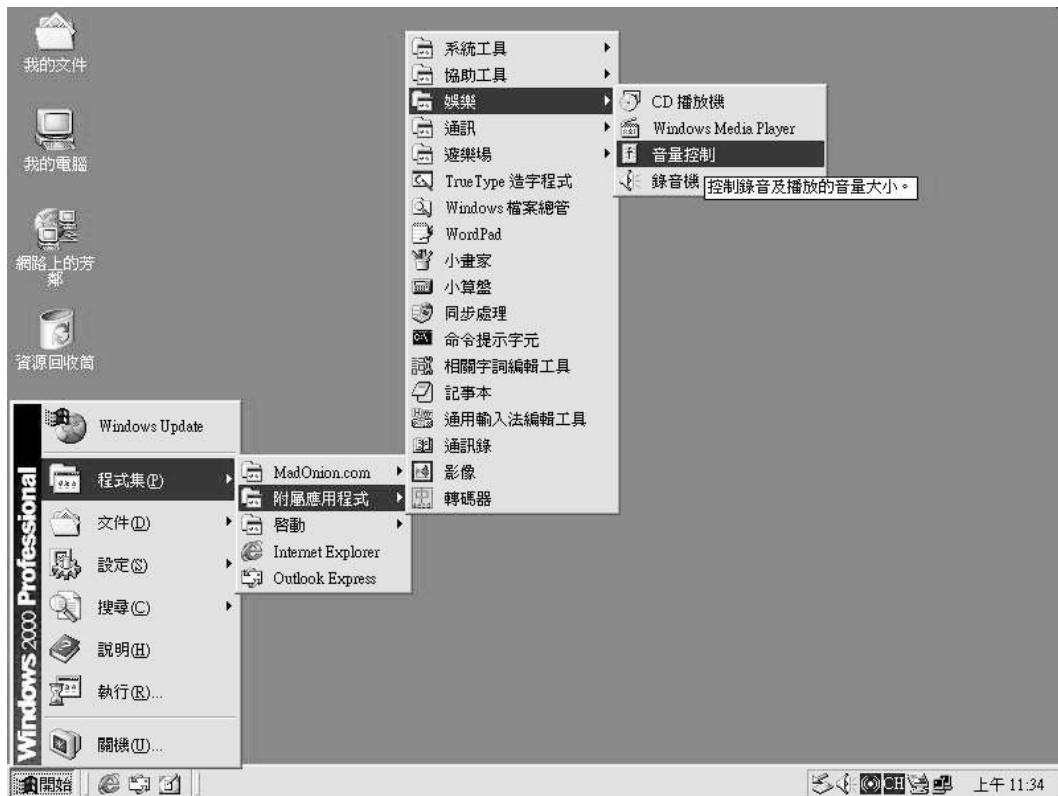 我的文件
我的電腦
網路上的芳
鄰
資源回收筒
Windows 2000 Professional
Windows Update
程式集(P)
文件(D)
設定(S)
搜尋(C)
說明(H)
執行(R)...
關機(U)...
MadOnion.com
附屬應用程式
啓動
Internet Explorer
Outlook Express
系統工具
協助工具
娛樂
通訊
遊樂場
TrueType 造字程式
Windows 檔案總管
WordPad
小畫家
小算盤
同步處理
命令提示字元
相關字詞編輯工具
記事本
通用輸入法編輯工具
通訊錄
影像
轉碼器
CD 播放機
Windows Media Player
音量控制
錄音機
控制錄音及播放的音量大小。
開始
CH
上午 11:34